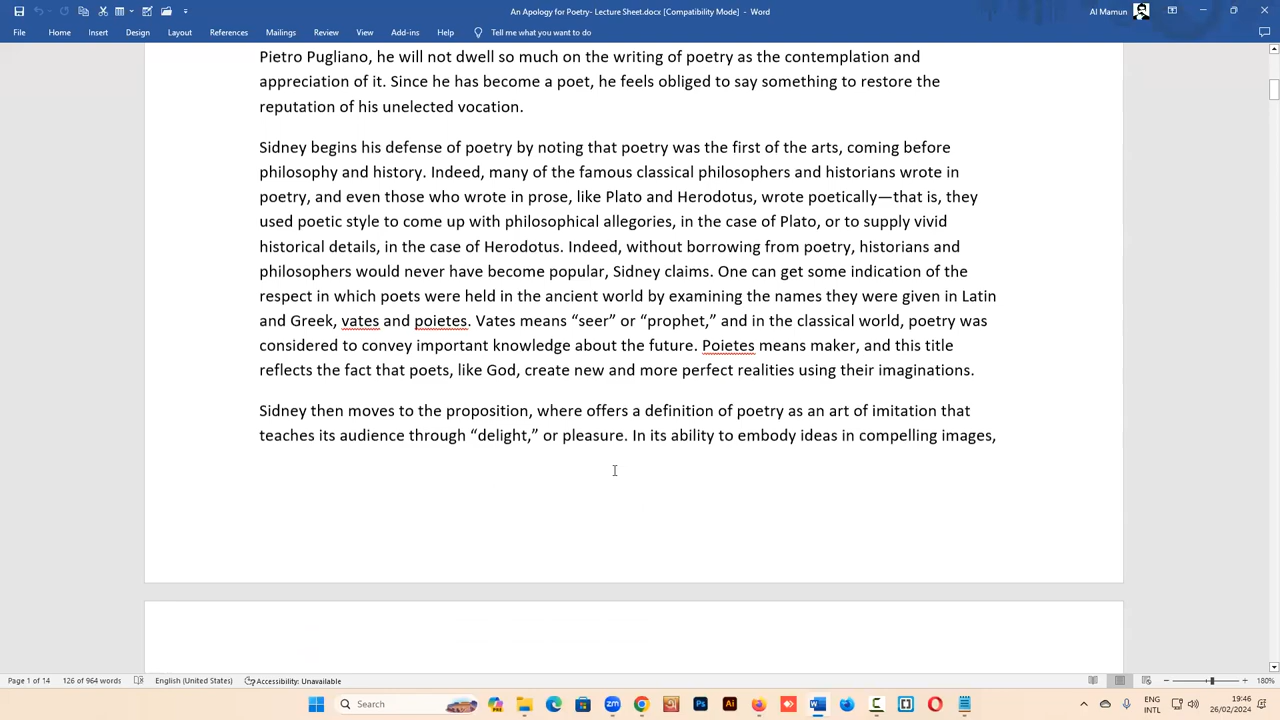 An Apology for Poetry- Lecture Sheet.docx [Compatibility Mode] - Word
Al Mamun
File Home Insert Design Layout References Mailings Review View Add-ins Help Tell me what you want to do
Pietro Pugliano, he will not dwell so much on the writing of poetry as the contemplation and
appreciation of it. Since he has become a poet, he feels obliged to say something to restore the
reputation of his unelected vocation.
Sidney begins his defense of poetry by noting that poetry was the first of the arts, coming before
philosophy and history. Indeed, many of the famous classical philosophers and historians wrote in
poetry, and even those who wrote in prose, like Plato and Herodotus, wrote poetically—that is, they
used poetic style to come up with philosophical allegories, in the case of Plato, or to supply vivid
historical details, in the case of Herodotus. Indeed, without borrowing from poetry, historians and
philosophers would never have become popular, Sidney claims. One can get some indication of the
respect in which poets were held in the ancient world by examining the names they were given in Latin
and Greek, vates and poietes. Vates means “seer” or “prophet,” and in the classical world, poetry was
considered to convey important knowledge about the future. Poietes means maker, and this title
reflects the fact that poets, like God, create new and more perfect realities using their imaginations.
Sidney then moves to the proposition, where offers a definition of poetry as an art of imitation that
teaches its audience through “delight,” or pleasure. In its ability to embody ideas in compelling images,
Page 1 of 14 126 of 964 words English (United States) Accessibility: Unavailable 180%
Search
zm
Ps
Ai
ENG
INTL
19:46
26/02/2024